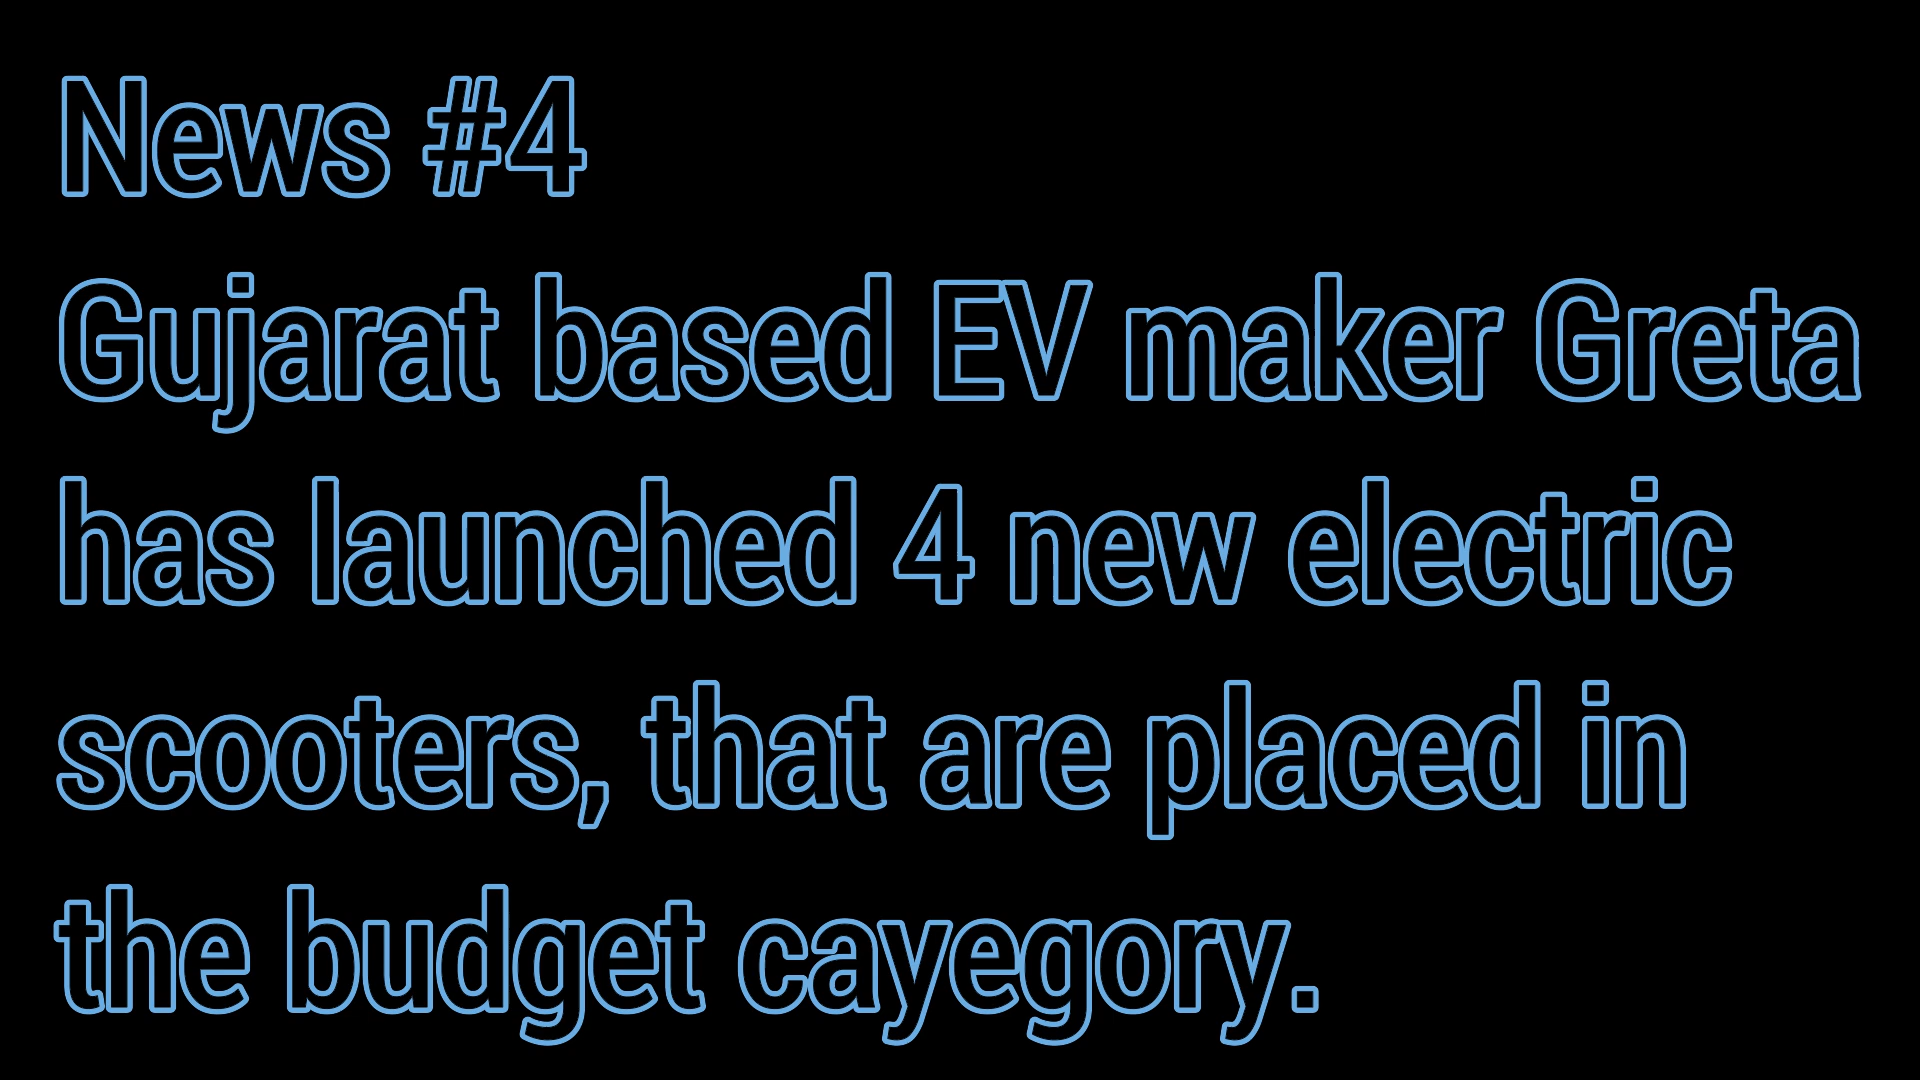 News #4
Gujarat based EV maker Greta
has launched 4 new electric
scooters, that are placed in
the budget cayegory.